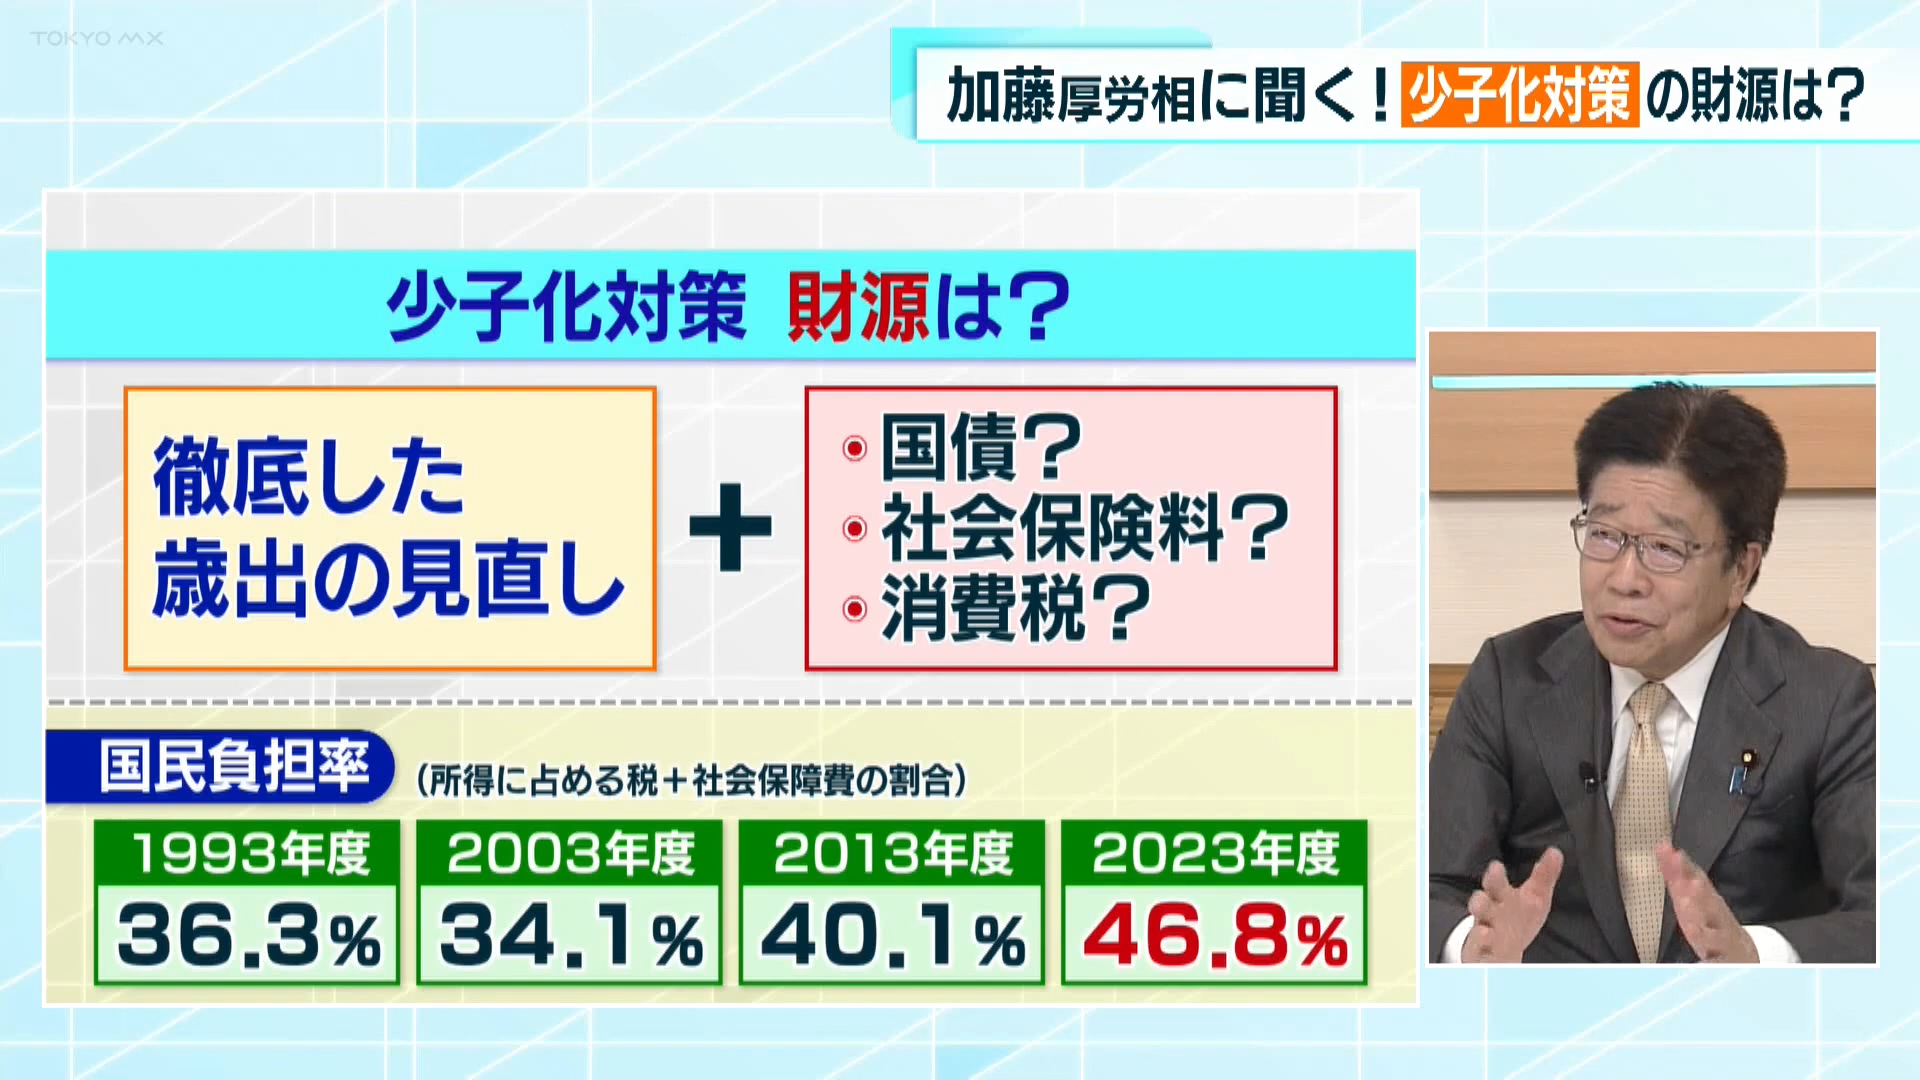 TOKYO MX
加藤厚労相に聞く！少子化対策の財源は？
少子化対策 財源は？
徹底した
歳出の見直し
＋
・国債？
・社会保険料？
・消費税？
国民負担率 （所得に占める税＋社会保障費の割合）
1993年度 2003年度 2013年度 2023年度
36.3% 34.1% 40.1% 46.8%